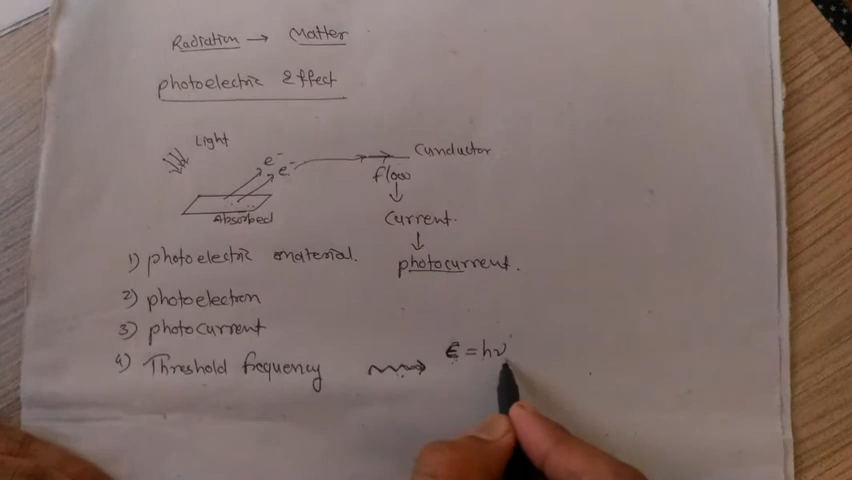 Radiation → Matter
photoelectric Effect
Light
e⁻
e⁻
Conductor
flow
Absorbed
Current.
photocurrent.
1) photoelectric material.
2) photoelectron
3) photocurrent
4) Threshold frequency
E = hν